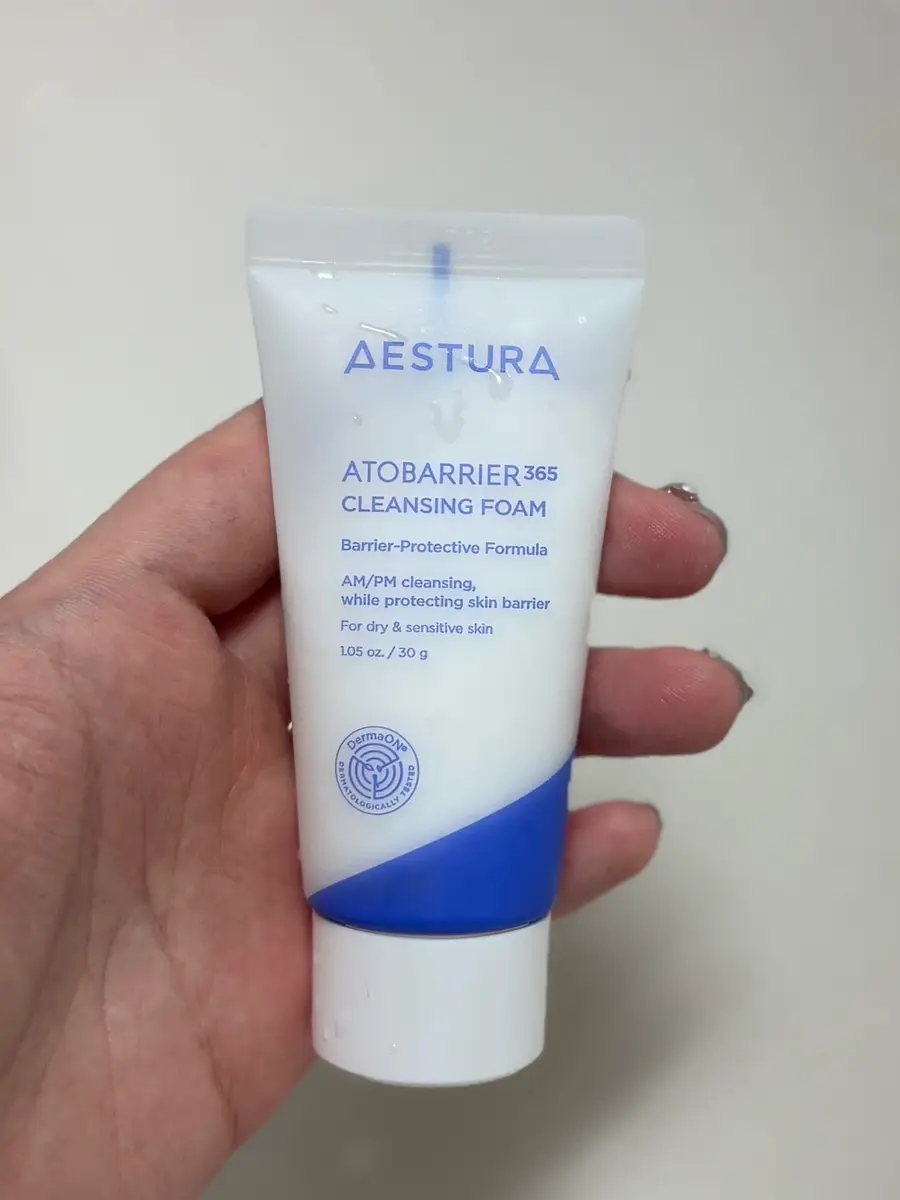 AESTURA
ATOBARRIER365
CLEANSING FOAM
Barrier-Protective Formula
AM/PM cleansing,
while protecting skin barrier
For dry & sensitive skin
1.05 oz. / 30 g
DermaON®
DERMATOLOGICALLY TESTED